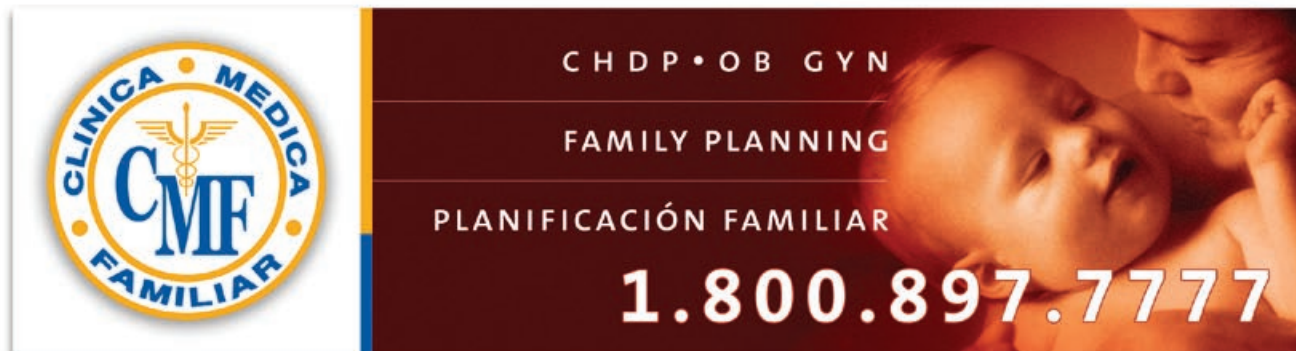 CLINICA • MEDICA
FAMILIAR
CMF
CHDP•OB GYN
FAMILY PLANNING
PLANIFICACIÓN FAMILIAR
1.800.897.7777